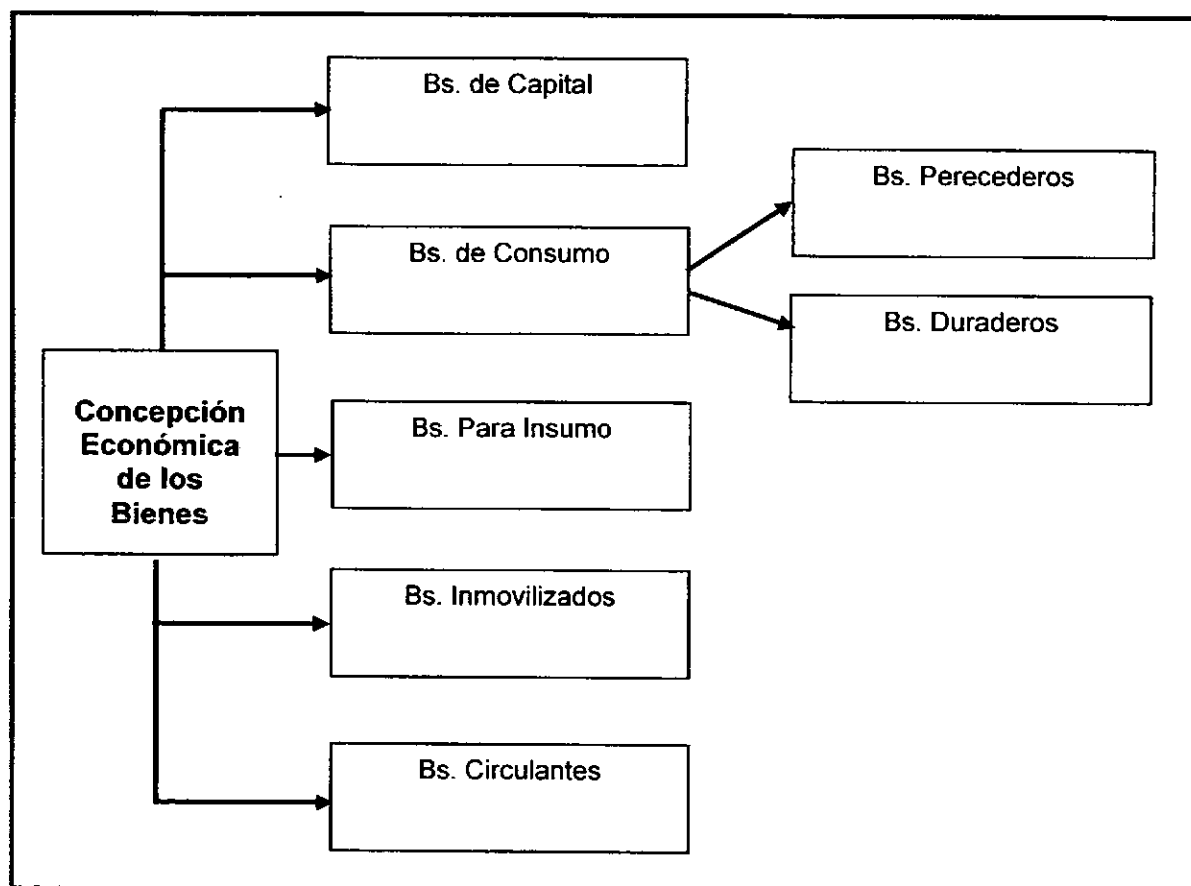 Bs. de Capital
Bs. de Consumo
Bs. Perecederos
Bs. Duraderos
Concepción
Económica
de los
Bienes
Bs. Para Insumo
Bs. Inmovilizados
Bs. Circulantes